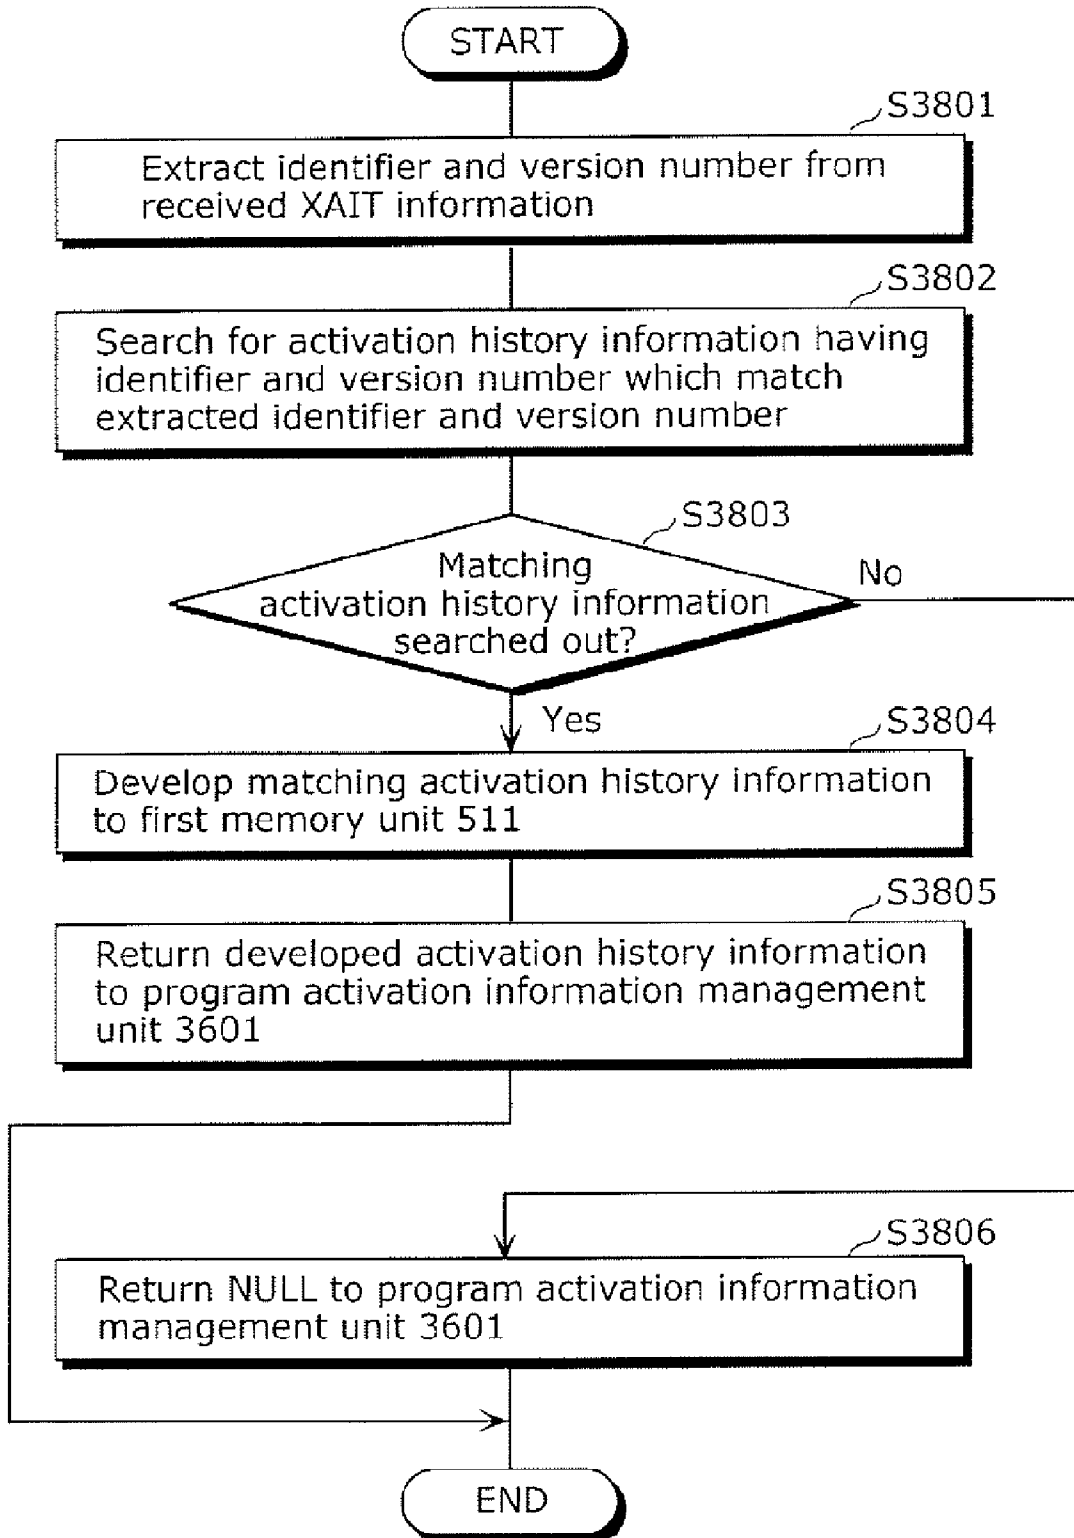 START
S3801
Extract identifier and version number from
received XAIT information
S3802
Search for activation history information having
identifier and version number which match
extracted identifier and version number
S3803
Matching
activation history information
searched out?
No
Yes
S3804
Develop matching activation history information
to first memory unit 511
S3805
Return developed activation history information
to program activation information management
unit 3601
S3806
Return NULL to program activation information
management unit 3601
END